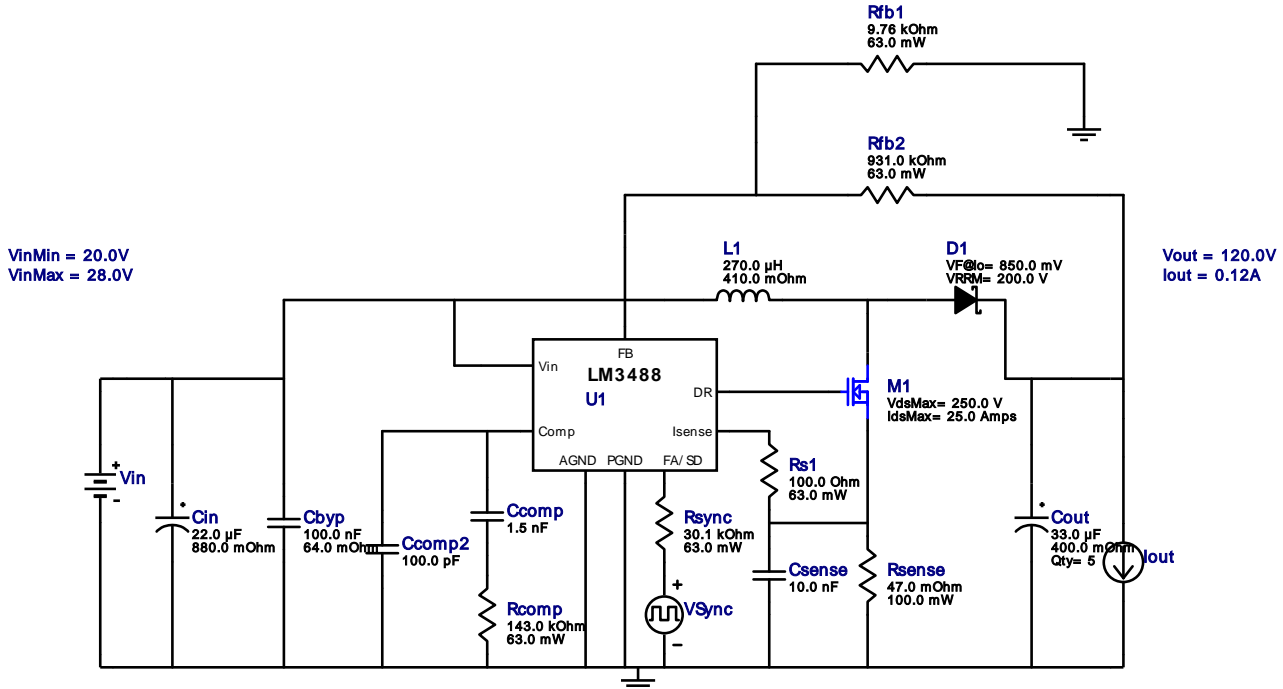 Rfb1
9.76 kOhm
63.0 mW
Rfb2
931.0 kOhm
63.0 mW
VinMin = 20.0V
VinMax = 28.0V
L1
270.0 µH
410.0 mOhm
D1
VF@Io= 850.0 mV
VRRM= 200.0 V
Vout = 120.0V
Iout = 0.12A
FB
Vin
LM3488
U1
DR
M1
VdsMax= 250.0 V
IdsMax= 25.0 Amps
Comp
Isense
AGND
PGND
FA/SD
+
Vin
-
Cin
22.0 µF
880.0 mOhm
Cbyp
100.0 nF
64.0 mOhm
Ccomp2
100.0 pF
Ccomp
1.5 nF
Rcomp
143.0 kOhm
63.0 mW
Rsync
30.1 kOhm
63.0 mW
+
VSync
-
Rs1
100.0 Ohm
63.0 mW
Csense
10.0 nF
Rsense
47.0 mOhm
100.0 mW
Cout
33.0 µF
400.0 mOhm
Qty= 5
Iout